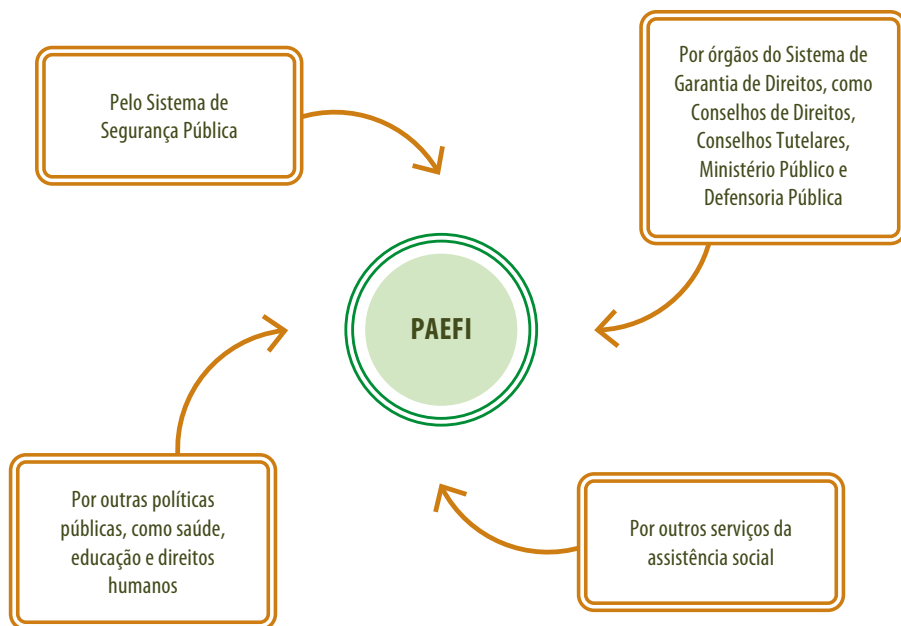 Pelo Sistema de
Segurança Pública
Por órgãos do Sistema de
Garantia de Direitos, como
Conselhos de Direitos,
Conselhos Tutelares,
Ministério Público e
Defensoria Pública
PAEFI
Por outras políticas
públicas, como saúde,
educação e direitos
humanos
Por outros serviços da
assistência social